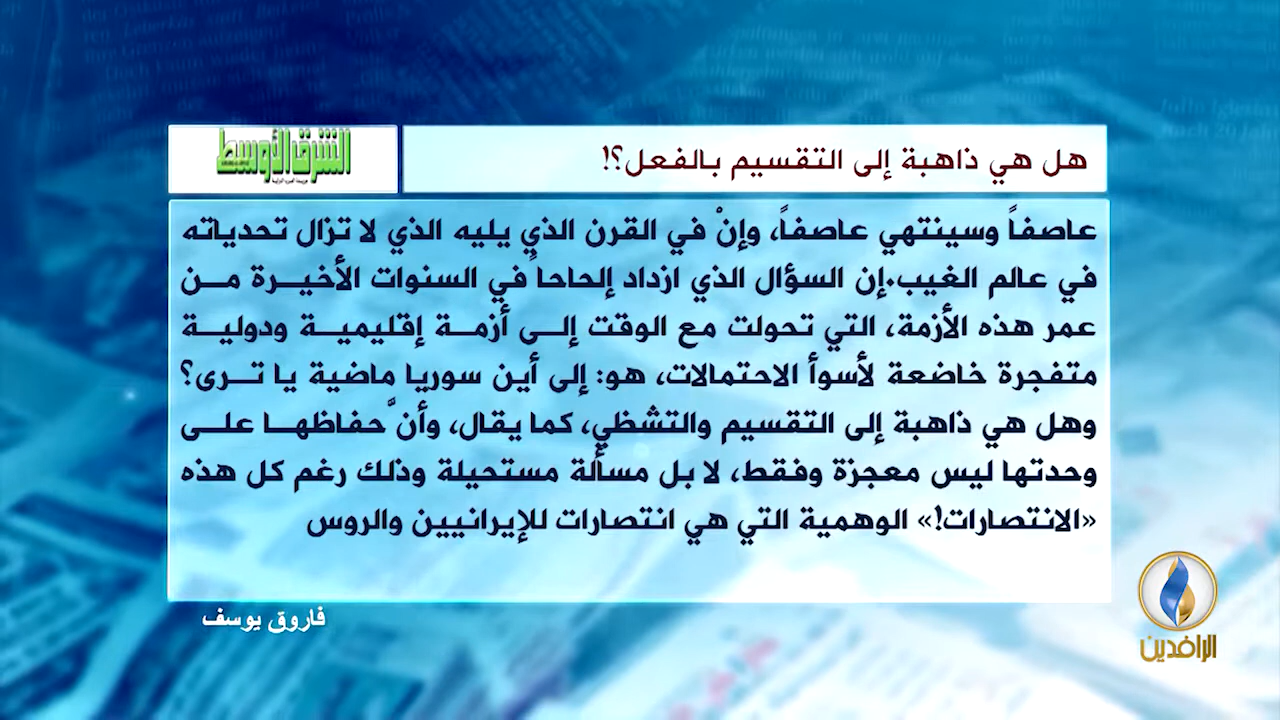 هل هي ذاهبة إلى التقسيم بالفعل؟!
الشرق الأوسط
عاصفاً وسينتهي عاصفاً، وإنْ في القرن الذي يليه الذي لا تزال تحدياته
في عالم الغيب.إن السؤال الذي ازداد إلحاحاً في السنوات الأخيرة من
عمر هذه الأزمة، التي تحولت مع الوقت إلى أزمة إقليمية ودولية
متفجرة خاضعة لأسوأ الاحتمالات، هو: إلى أين سوريا ماضية يا ترى؟
وهل هي ذاهبة إلى التقسيم والتشظي، كما يقال، وأنَّ حفاظها على
وحدتها ليس معجزة وفقط، لا بل مسألة مستحيلة وذلك رغم كل هذه
«الانتصارات!» الوهمية التي هي انتصارات للإيرانيين والروس
فاروق يوسف
الرافدين